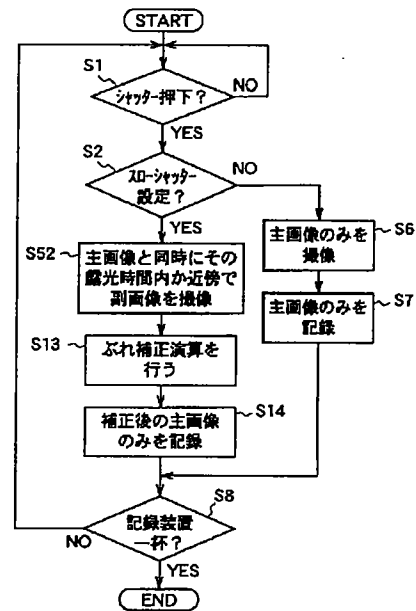 START
S1
シャッター押下?
NO
YES
S2
スローシャッター
設定?
NO
YES
S52
主画像と同時にその
露光時間内か近傍で
副画像を撮像
S6
主画像のみを
撮像
S7
主画像のみを
記録
S13
ぶれ補正演算を
行う
S14
補正後の主画像
のみを記録
S8
記録装置
一杯?
NO
YES
END